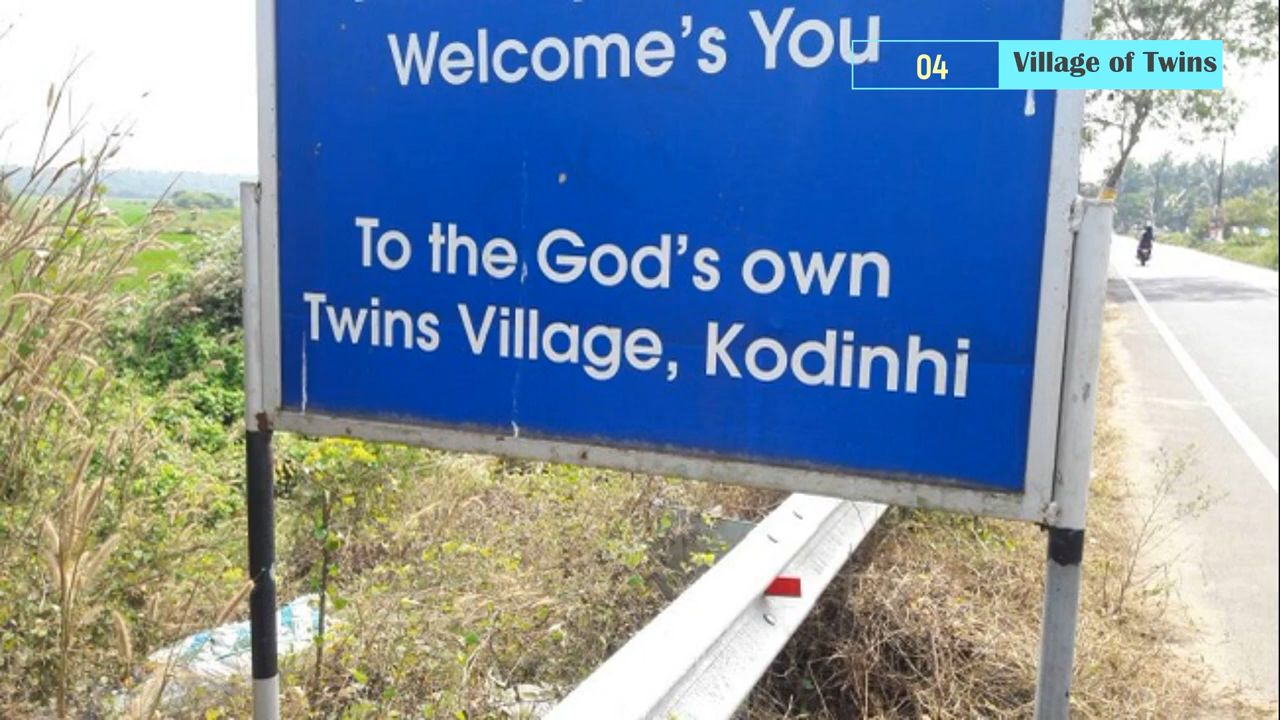 Welcome's You
04
Village of Twins
To the God's own
Twins Village, Kodinhi